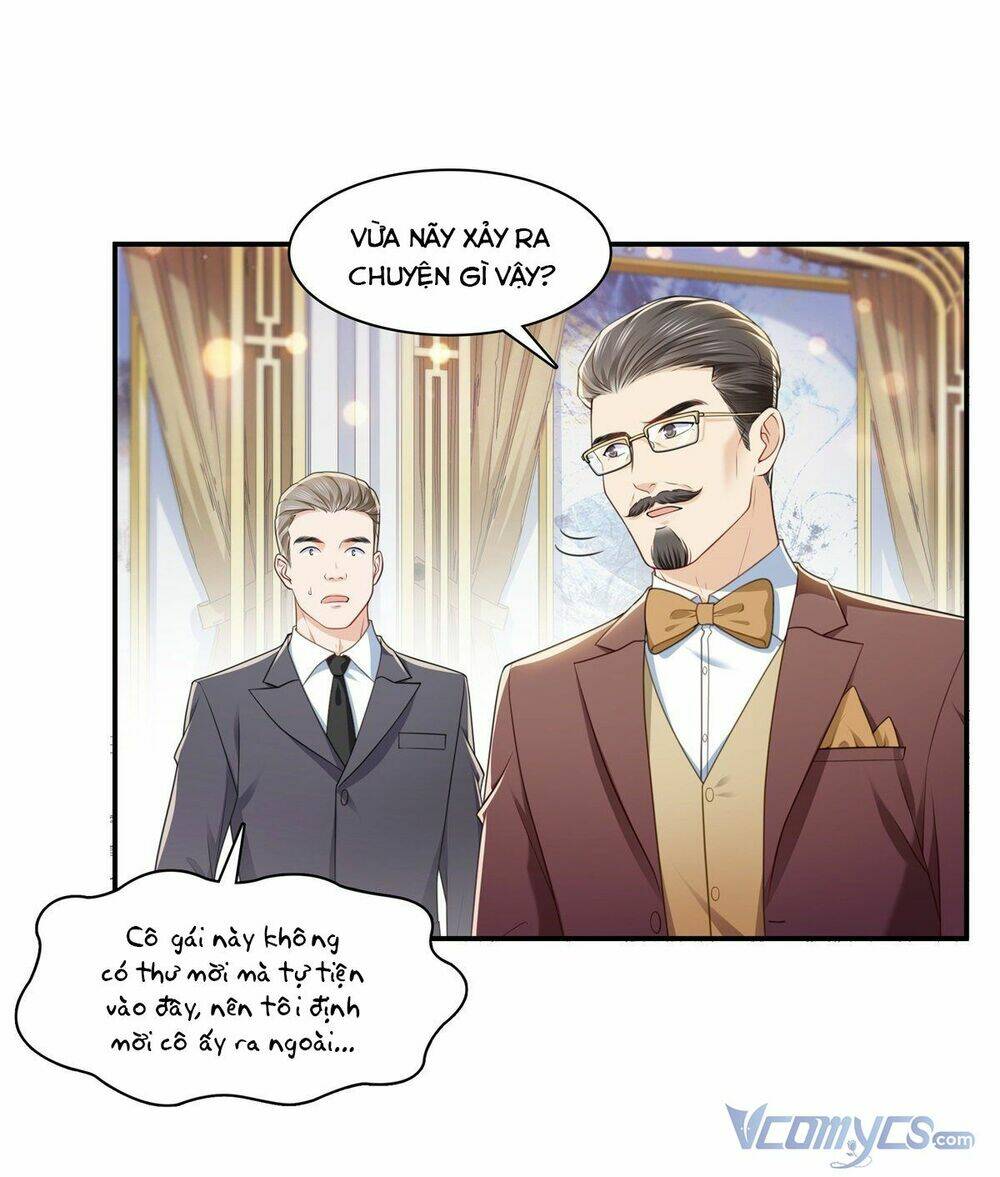 VỪA NÃY XẢY RA
CHUYỆN GÌ VẬY?
Cô gái này không
có thư mời mà tự tiện
vào đây, nên tôi định
mời cô ấy ra ngoài...
VCOMYCS.com